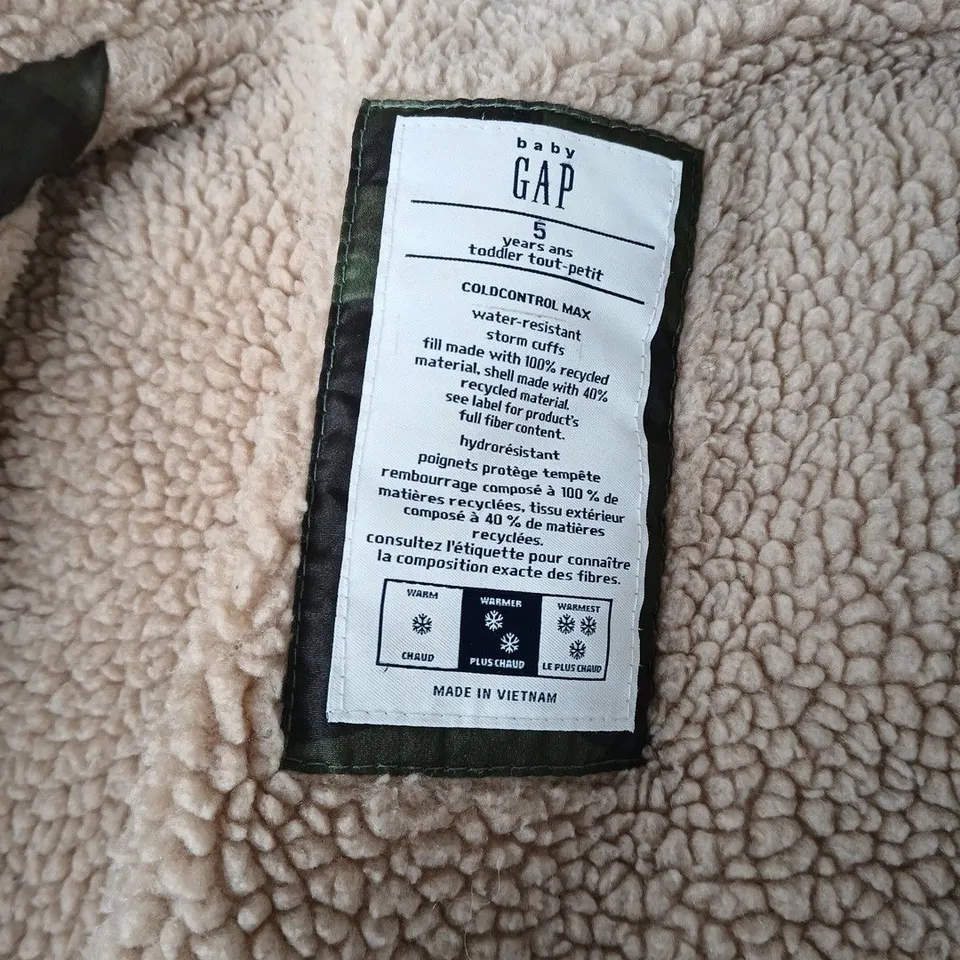 baby
GAP
5
years ans
toddler tout-petit
COLDCONTROL MAX
water-resistant
storm cuffs
fill made with 100% recycled
material, shell made with 40%
recycled material.
see label for product's
full fiber content.
hydrorésistant
poignets protège tempête
rembourrage composé à 100 % de
matières recyclées, tissu extérieur
composé à 40 % de matières
recyclées.
consultez l'étiquette pour connaître
la composition exacte des fibres.
WARM WARMER WARMEST
CHAUD PLUS CHAUD LE PLUS CHAUD
MADE IN VIETNAM